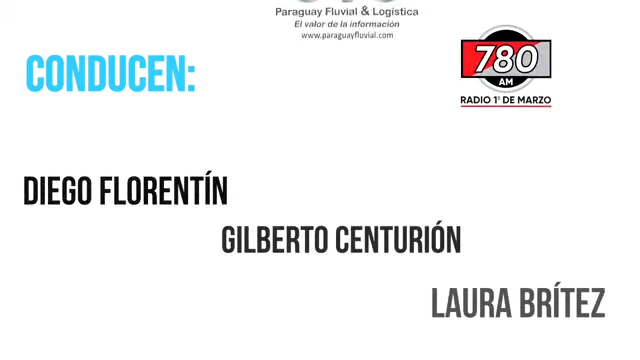 Paraguay Fluvial & Logística
El valor de la información
www.paraguayfluvial.com
CONDUCEN:
780
AM
RADIO 1º DE MARZO
DIEGO FLORENTÍN
GILBERTO CENTURIÓN
LAURA BRÍTEZ